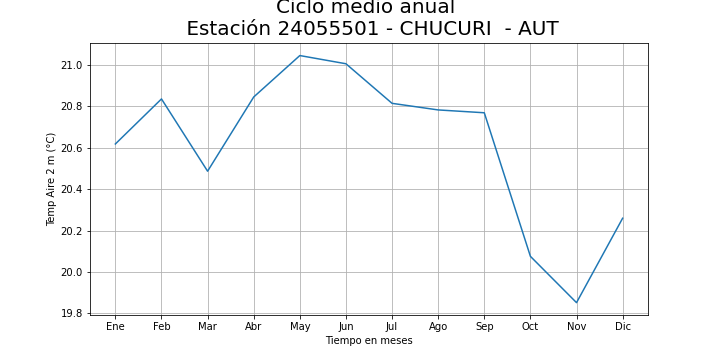 Ciclo medio anual
Estación 24055501 - CHUCURI  - AUT
Temp Aire 2 m (°C)
21.0
20.8
20.6
20.4
20.2
20.0
19.8
Ene Feb Mar Abr May Jun Jul Ago Sep Oct Nov Dic
Tiempo en meses